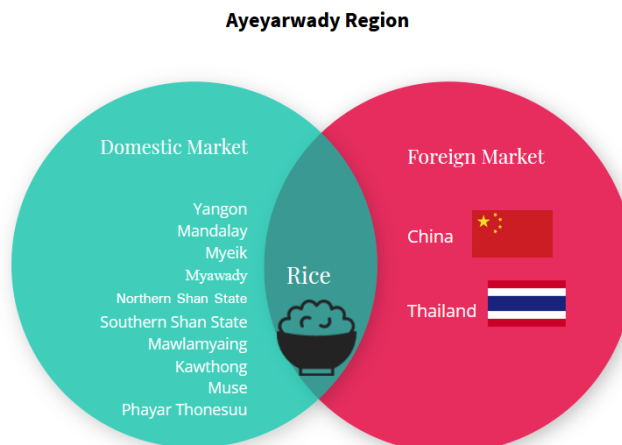 Ayeyarwady Region
Domestic Market
Yangon
Mandalay
Myeik
Myawady
Northern Shan State
Southern Shan State
Mawlamyaing
Kawthong
Muse
Phayar Thonesuu
Rice
Foreign Market
China
Thailand